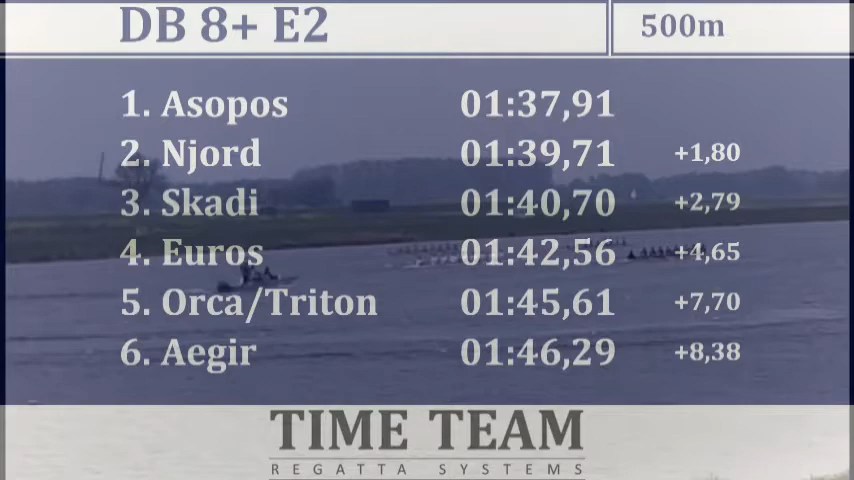 DB 8+ E2 500m
1. Asopos 01:37,91
2. Njord 01:39,71 +1,80
3. Skadi 01:40,70 +2,79
4. Euros 01:42,56 +4,65
5. Orca/Triton 01:45,61 +7,70
6. Aegir 01:46,29 +8,38
TIME TEAM
REGATTA SYSTEMS